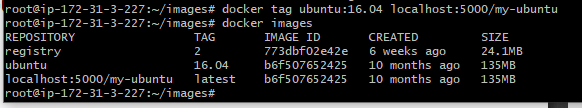 root@ip-172-31-3-227:~/images# docker tag ubuntu:16.04 localhost:5000/my-ubuntu
root@ip-172-31-3-227:~/images# docker images
REPOSITORY TAG IMAGE ID CREATED SIZE
registry 2 773dbf02e42e 6 weeks ago 24.1MB
ubuntu 16.04 b6f507652425 10 months ago 135MB
localhost:5000/my-ubuntu latest b6f507652425 10 months ago 135MB
root@ip-172-31-3-227:~/images#